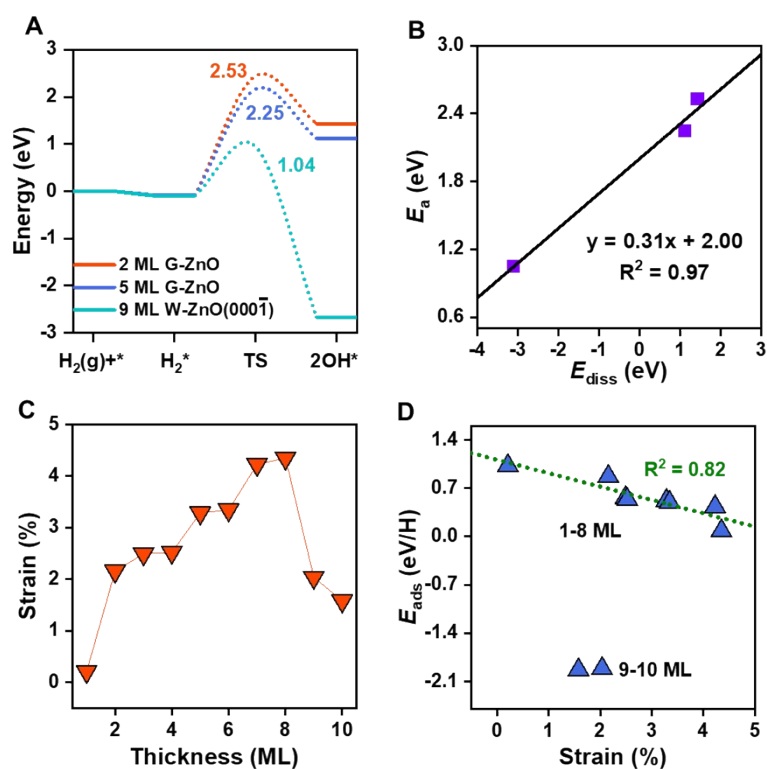 A
3
2
1
0
-1
-2
-3
Energy (eV)
2.53
2.25
1.04
2 ML G-ZnO
5 ML G-ZnO
9 ML W-ZnO(0001̄)
H₂(g)+*
H₂*
TS
2OH*
B
3.0
2.4
1.8
1.2
0.6
Eₐ (eV)
y = 0.31x + 2.00
R² = 0.97
-4 -3 -2 -1 0 1 2 3
E_diss (eV)
C
5
4
3
2
1
0
Strain (%)
2 4 6 8 10
Thickness (ML)
D
1.4
0.7
0.0
-0.7
-1.4
-2.1
E_ads (eV/H)
R² = 0.82
1-8 ML
9-10 ML
0 1 2 3 4 5
Strain (%)